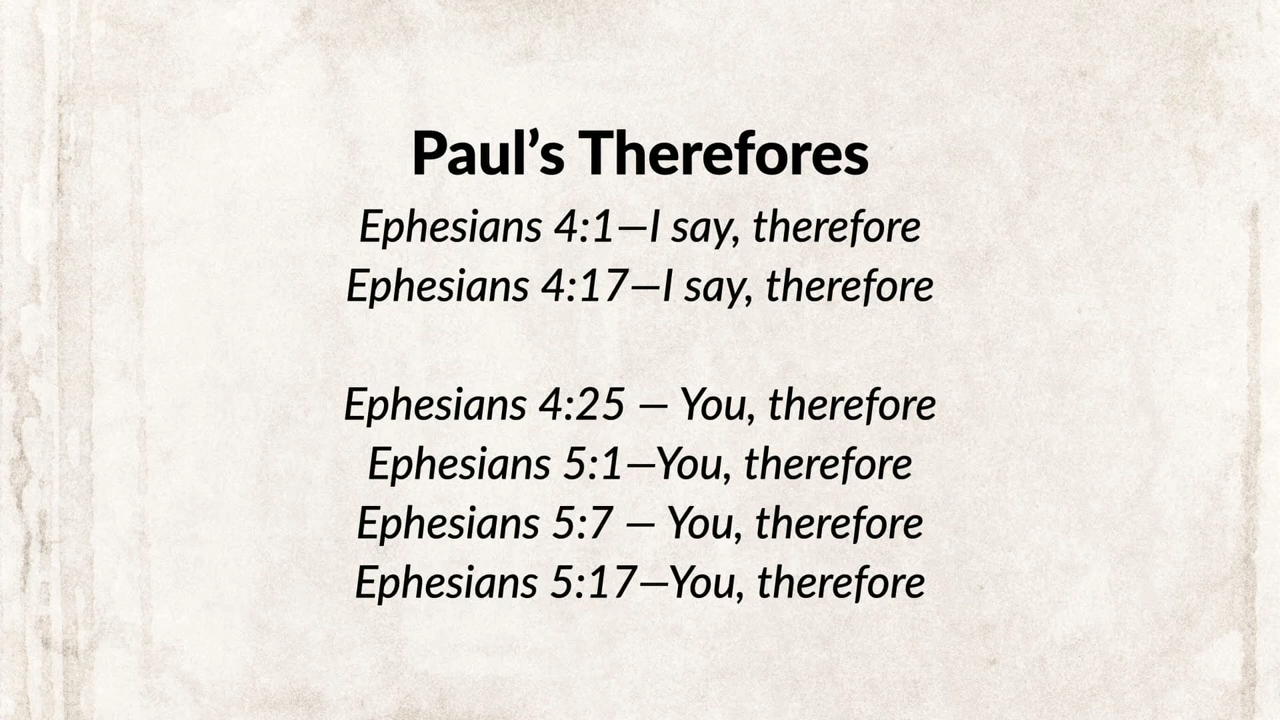 Paul’s Therefores
Ephesians 4:1—I say, therefore
Ephesians 4:17—I say, therefore
Ephesians 4:25 — You, therefore
Ephesians 5:1—You, therefore
Ephesians 5:7 — You, therefore
Ephesians 5:17—You, therefore